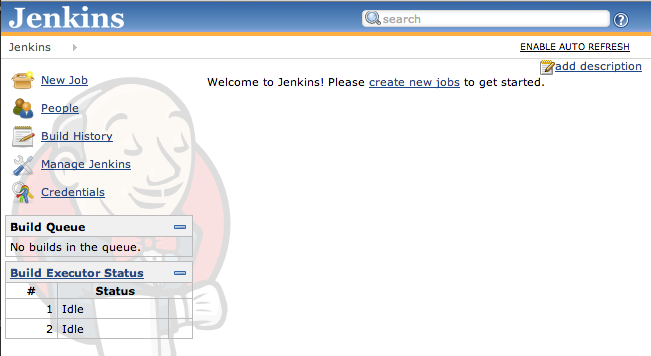 Jenkins
search
Jenkins
ENABLE AUTO REFRESH
add description
New Job
People
Build History
Manage Jenkins
Credentials
Welcome to Jenkins! Please create new jobs to get started.
Build Queue
No builds in the queue.
Build Executor Status
# Status
1 Idle
2 Idle